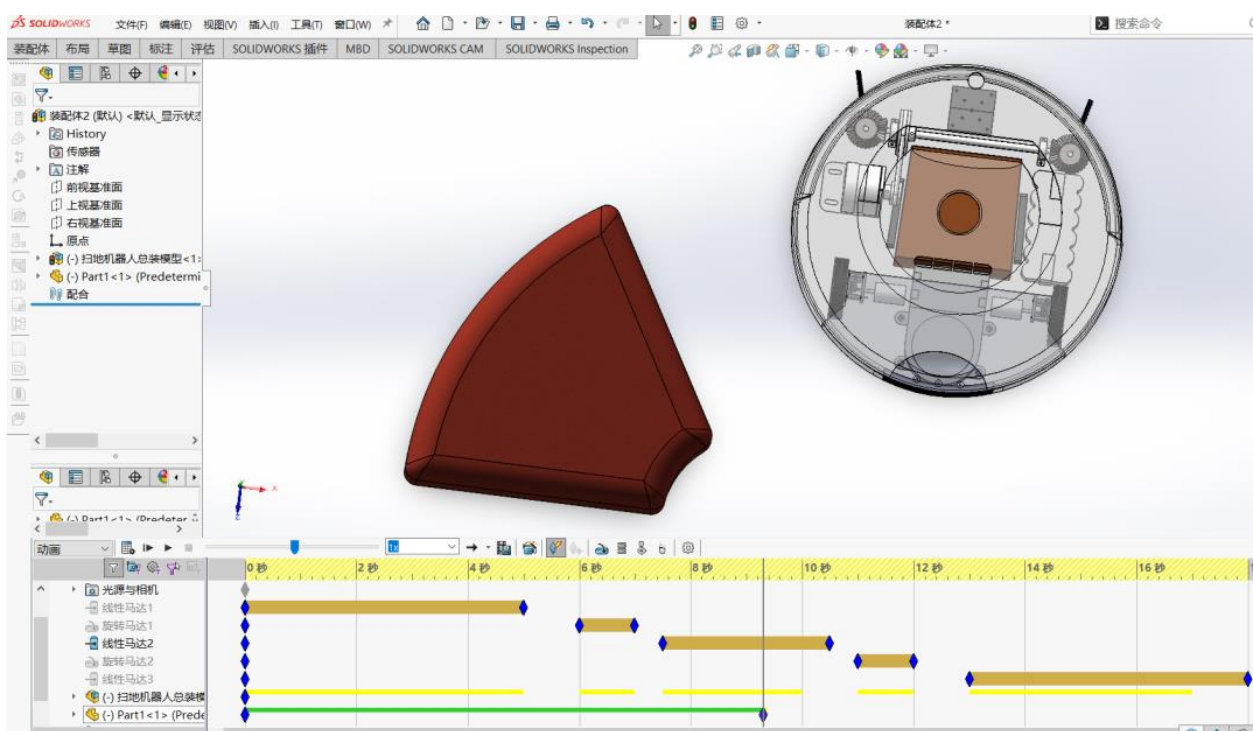 SOLIDWORKS 文件(F) 编辑(E) 视图(V) 插入(I) 工具(T) 窗口(W) 装配体2 * 搜索命令
装配体 布局 草图 标注 评估 SOLIDWORKS 插件 MBD SOLIDWORKS CAM SOLIDWORKS Inspection
装配体2 (默认) <默认_显示状态
History
传感器
注解
前视基准面
上视基准面
右视基准面
原点
(-) 扫地机器人总装模型<1>
(-) Part1<1> (Predetermi
配合
X
Z
(-) Part1<1> (Predeter
动画 1x
0 秒 2 秒 4 秒 6 秒 8 秒 10 秒 12 秒 14 秒 16 秒
光源与相机
线性马达1
旋转马达1
线性马达2
旋转马达2
线性马达3
(-) 扫地机器人总装模
(-) Part1<1> (Prede